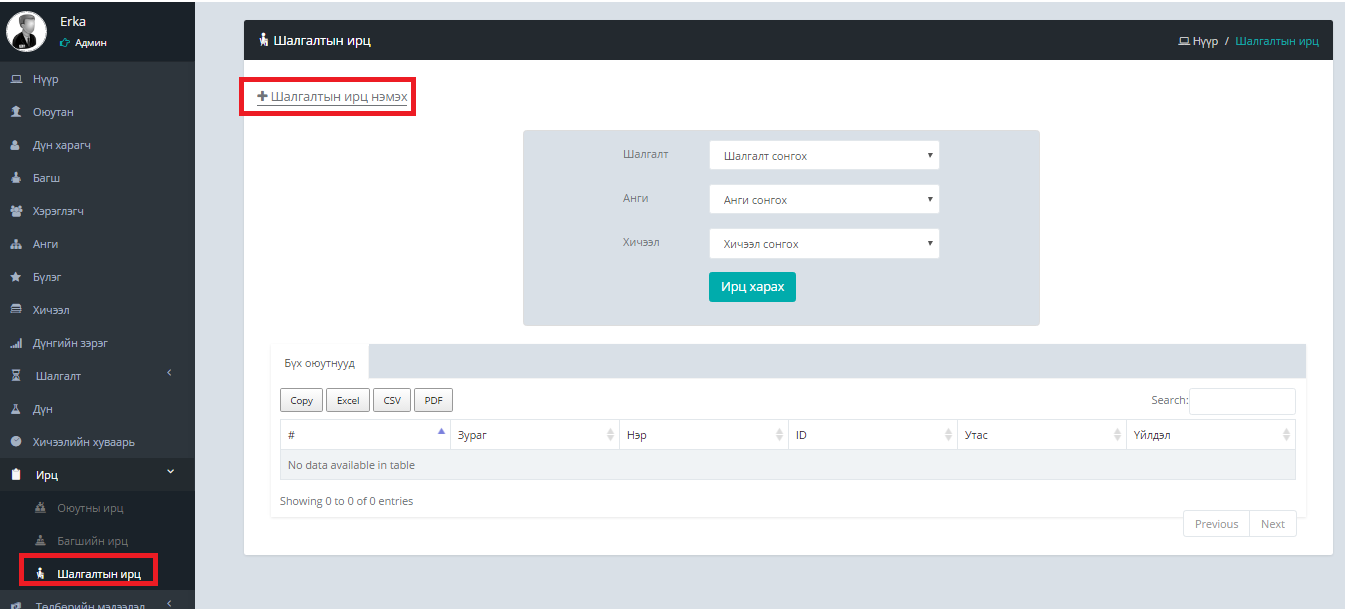 Erka
Админ
Нүүр
Оюутан
Дүн харагч
Багш
Хэрэглэгч
Анги
Бүлэг
Хичээл
Дүнгийн зэрэг
Шалгалт
Дүн
Хичээлийн хуваарь
Ирц
Оюутны ирц
Багшийн ирц
Шалгалтын ирц
Төлбөрийн мэдээлэл
Шалгалтын ирц
Нүүр / Шалгалтын ирц
Шалгалтын ирц нэмэх
Шалгалт Шалгалт сонгох
Анги Анги сонгох
Хичээл Хичээл сонгох
Ирц харах
Бүх оюутнууд
Copy Excel CSV PDF Search:
# Зураг Нэр ID Утас Үйлдэл
No data available in table
Showing 0 to 0 of 0 entries
Previous Next